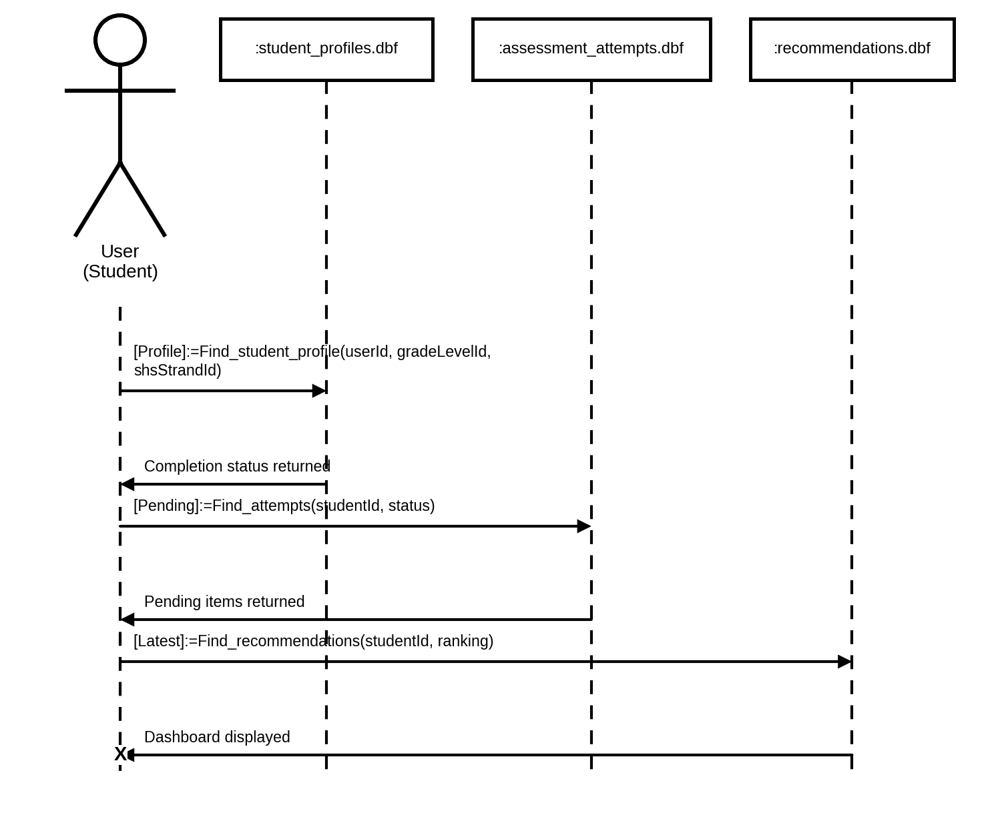 :student_profiles.dbf
:assessment_attempts.dbf
:recommendations.dbf
User
(Student)
[Profile]:=Find_student_profile(userId, gradeLevelId,
shsStrandId)
Completion status returned
[Pending]:=Find_attempts(studentId, status)
Pending items returned
[Latest]:=Find_recommendations(studentId, ranking)
Dashboard displayed
X